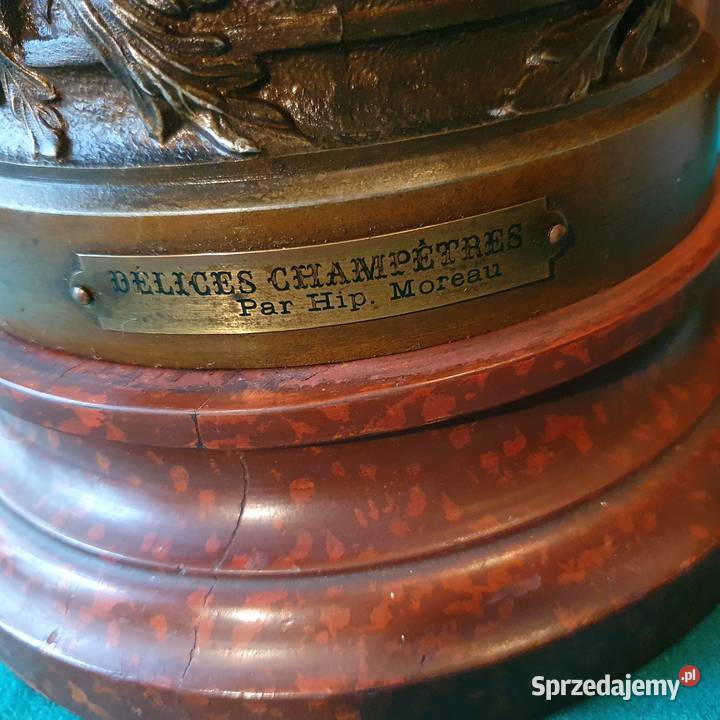 DÉLICES CHAMPÊTRES
Par Hip. Moreau
Sprzedajemy.pl